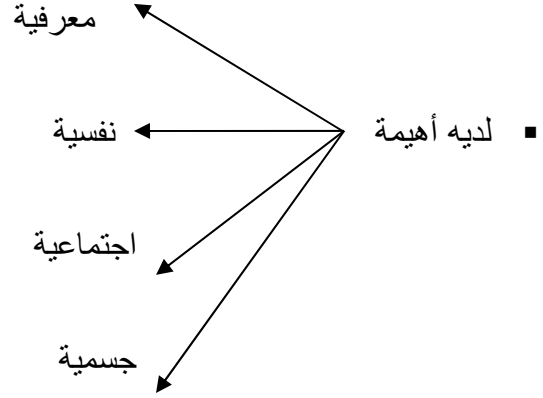 معرفية
▪ لديه أهيمة
نفسية
اجتماعية
جسمية